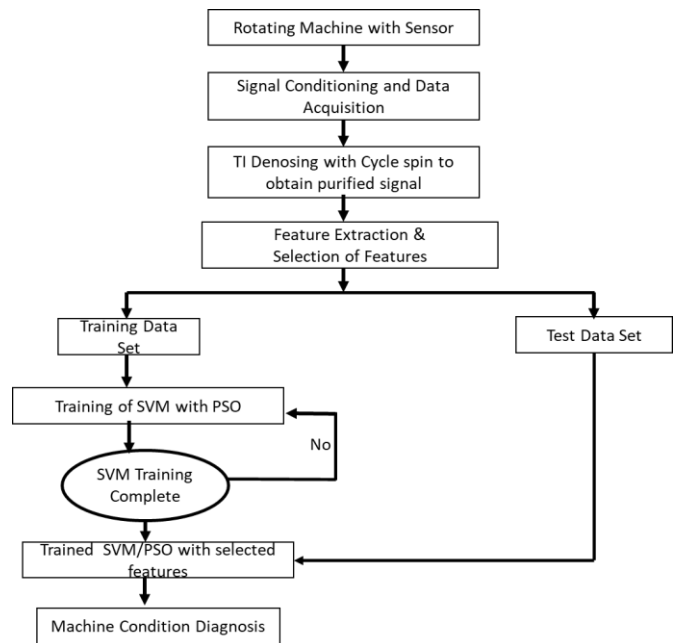 Rotating Machine with Sensor
Signal Conditioning and Data
Acquisition
TI Denosing with Cycle spin to
obtain purified signal
Feature Extraction &
Selection of Features
Training Data
Set
Test Data Set
Training of SVM with PSO
No
SVM Training
Complete
Trained SVM/PSO with selected
features
Machine Condition Diagnosis